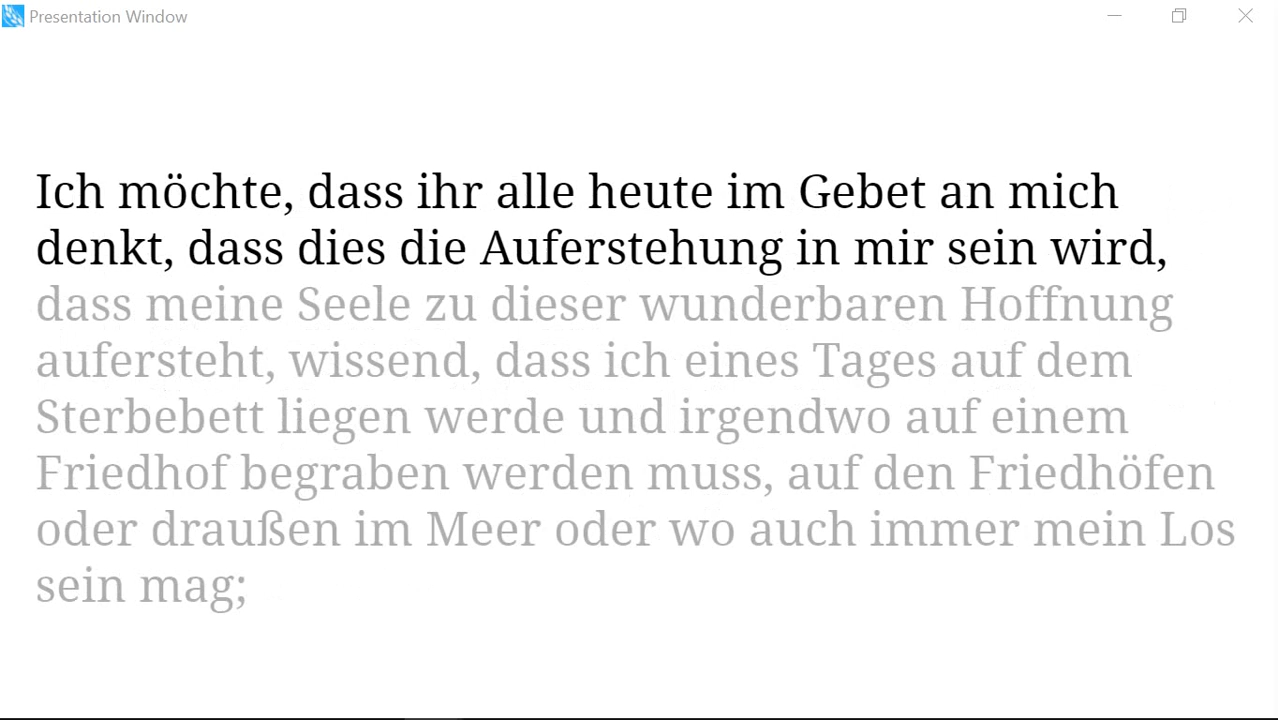 Presentation Window
Ich möchte, dass ihr alle heute im Gebet an mich
denkt, dass dies die Auferstehung in mir sein wird,
dass meine Seele zu dieser wunderbaren Hoffnung
aufersteht, wissend, dass ich eines Tages auf dem
Sterbebett liegen werde und irgendwo auf einem
Friedhof begraben werden muss, auf den Friedhöfen
oder draußen im Meer oder wo auch immer mein Los
sein mag;